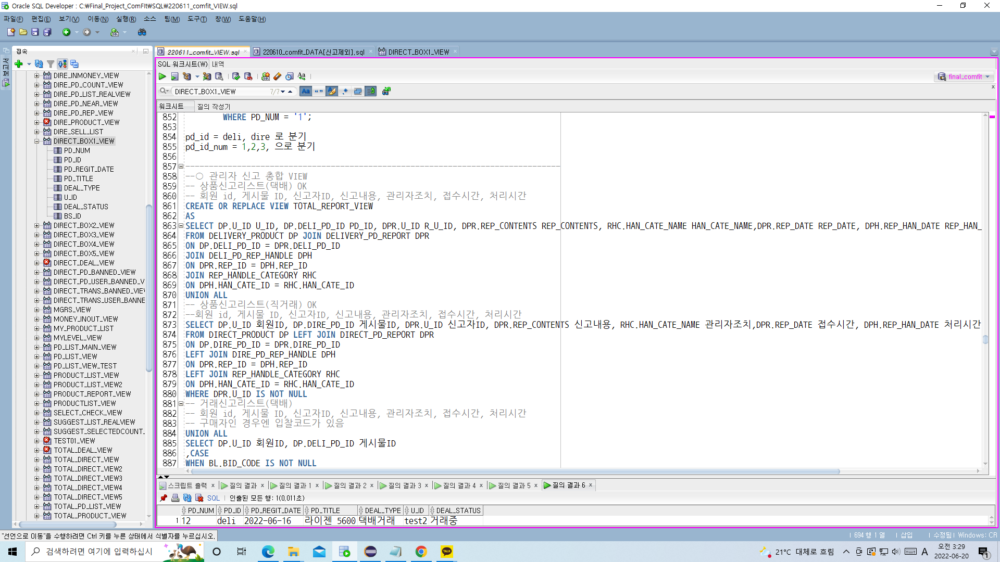 Oracle SQL Developer : C:₩Final_Project_ComFIt₩SQL₩220611_comfit_VIEW.sql
파일(F) 편집(E) 보기(V) 이동(N) 실행(R) 소스 팀(M) 도구(T) 창(W) 도움말(H)
접속
220611_comfit_VIEW.sql
220610_comfit_DATA[신고제외].sql
DIRECT_BOX1_VIEW
SQL 워크시트(W) 내역
final_comfit
DIRECT_BOX1_VIEW 7/7
워크시트 질의 작성기
DIRE_INMONEY_VIEW
DIRE_PD_COUNT_VIEW
DIRE_PD_LIST_REALVIEW
DIRE_PD_NEAR_VIEW
DIRE_PD_REP_VIEW
DIRE_PRODUCT_VIEW
DIRE_SELL_LIST
DIRECT_BOX1_VIEW
PD_NUM
PD_ID
PD_REGIT_DATE
PD_TITLE
DEAL_TYPE
U_ID
DEAL_STATUS
BS_ID
DIRECT_BOX2_VIEW
DIRECT_BOX3_VIEW
DIRECT_BOX4_VIEW
DIRECT_BOX5_VIEW
DIRECT_DEAL_VIEW
DIRECT_PD_BANNED_VIEW
DIRECT_PD_USER_BANNED_V
DIRECT_TRANS_BANNED_VIE
DIRECT_TRANS_USER_BANNE
MGRS_VIEW
MONEY_INOUT_VIEW
MY_PRODUCT_LIST
MYLEVEL_VIEW
PD_LIST_MAIN_VIEW
PD_LIST_VIEW
PD_LIST_VIEW_TEST
PRODUCT_LIST_VIEW
PRODUCT_LIST_VIEW2
PRODUCT_REPORT_VIEW
PRODUCTLIST_VIEW
SELECT_CHECK_VIEW
SUGGEST_LIST_REALVIEW
SUGGEST_SELECTEDCOUNT_
TEST01_VIEW
TOTAL_DEAL_VIEW
TOTAL_DIRECT_VIEW
TOTAL_DIRECT_VIEW2
TOTAL_DIRECT_VIEW3
TOTAL_DIRECT_VIEW4
TOTAL_DIRECT_VIEW5
TOTAL_PD_LIST_VIEW
TOTAL_PRODUCT_VIEW
852 WHERE PD_NUM = '1';
853
854 pd_id = deli, dire 로 분기
855 pd_id_num = 1,2,3, 으로 분기
856
857 --------------------------------------------------------------------------------
858 --○ 관리자 신고 총합 VIEW
859 -- 상품신고리스트(택배) OK
860 -- 회원 id, 게시물 ID, 신고자ID, 신고내용, 관리자조치, 접수시간, 처리시간
861 CREATE OR REPLACE VIEW TOTAL_REPORT_VIEW
862 AS
863 SELECT DP.U_ID U_ID, DP.DELI_PD_ID PD_ID, DPR.U_ID R_U_ID, DPR.REP_CONTENTS REP_CONTENTS, RHC.HAN_CATE_NAME HAN_CATE_NAME,DPR.REP_DATE REP_DATE, DPH.REP_HAN_DATE REP_HAN_
864 FROM DELIVERY_PRODUCT DP JOIN DELIVERY_PD_REPORT DPR
865 ON DP.DELI_PD_ID = DPR.DELI_PD_ID
866 JOIN DELI_PD_REP_HANDLE DPH
867 ON DPR.REP_ID = DPH.REP_ID
868 JOIN REP_HANDLE_CATEGORY RHC
869 ON DPH.HAN_CATE_ID = RHC.HAN_CATE_ID
870 UNION ALL
871 -- 상품신고리스트(직거래) OK
872 --회원 id, 게시물 ID, 신고자ID, 신고내용, 관리자조치, 접수시간, 처리시간
873 SELECT DP.U_ID 회원ID, DP.DIRE_PD_ID 게시물ID, DPR.U_ID 신고자ID, DPR.REP_CONTENTS 신고내용, RHC.HAN_CATE_NAME 관리자조치,DPR.REP_DATE 접수시간, DPH.REP_HAN_DATE 처리시간
874 FROM DIRECT_PRODUCT DP LEFT JOIN DIRECT_PD_REPORT DPR
875 ON DP.DIRE_PD_ID = DPR.DIRE_PD_ID
876 LEFT JOIN DIRE_PD_REP_HANDLE DPH
877 ON DPR.REP_ID = DPH.REP_ID
878 LEFT JOIN REP_HANDLE_CATEGORY RHC
879 ON DPH.HAN_CATE_ID = RHC.HAN_CATE_ID
880 WHERE DPR.U_ID IS NOT NULL
881 -- 거래신고리스트(택배)
882 -- 회원 id, 게시물 ID, 신고자ID, 신고내용, 관리자조치, 접수시간, 처리시간
883 -- 구매자인 경우엔 입찰코드가 있음
884 UNION ALL
885 SELECT DP.U_ID 회원ID, DP.DELI_PD_ID 게시물ID
886 ,CASE
887 WHEN BL.BID_CODE IS NOT NULL
스크립트 출력 질의 결과 질의 결과 1 질의 결과 2 질의 결과 3 질의 결과 4 질의 결과 5 질의 결과 6
SQL 인출된 모든 행: 1(0,011초)
PD_NUM PD_ID PD_REGIT_DATE PD_TITLE DEAL_TYPE U_ID DEAL_STATUS
1 12 deli 2022-06-16 라이젠 5600 택배거래 test2 거래중
"선언으로 이동"을 수행하려면 Ctrl 키를 누른 상태에서 식별자를 누르십시오.
694 행 1 열 삽입 수정됨 Windows: CR
검색하려면 여기에 입력하십시
TALK
21°C 대체로 흐림
A
오전 3:29
2022-06-20
1